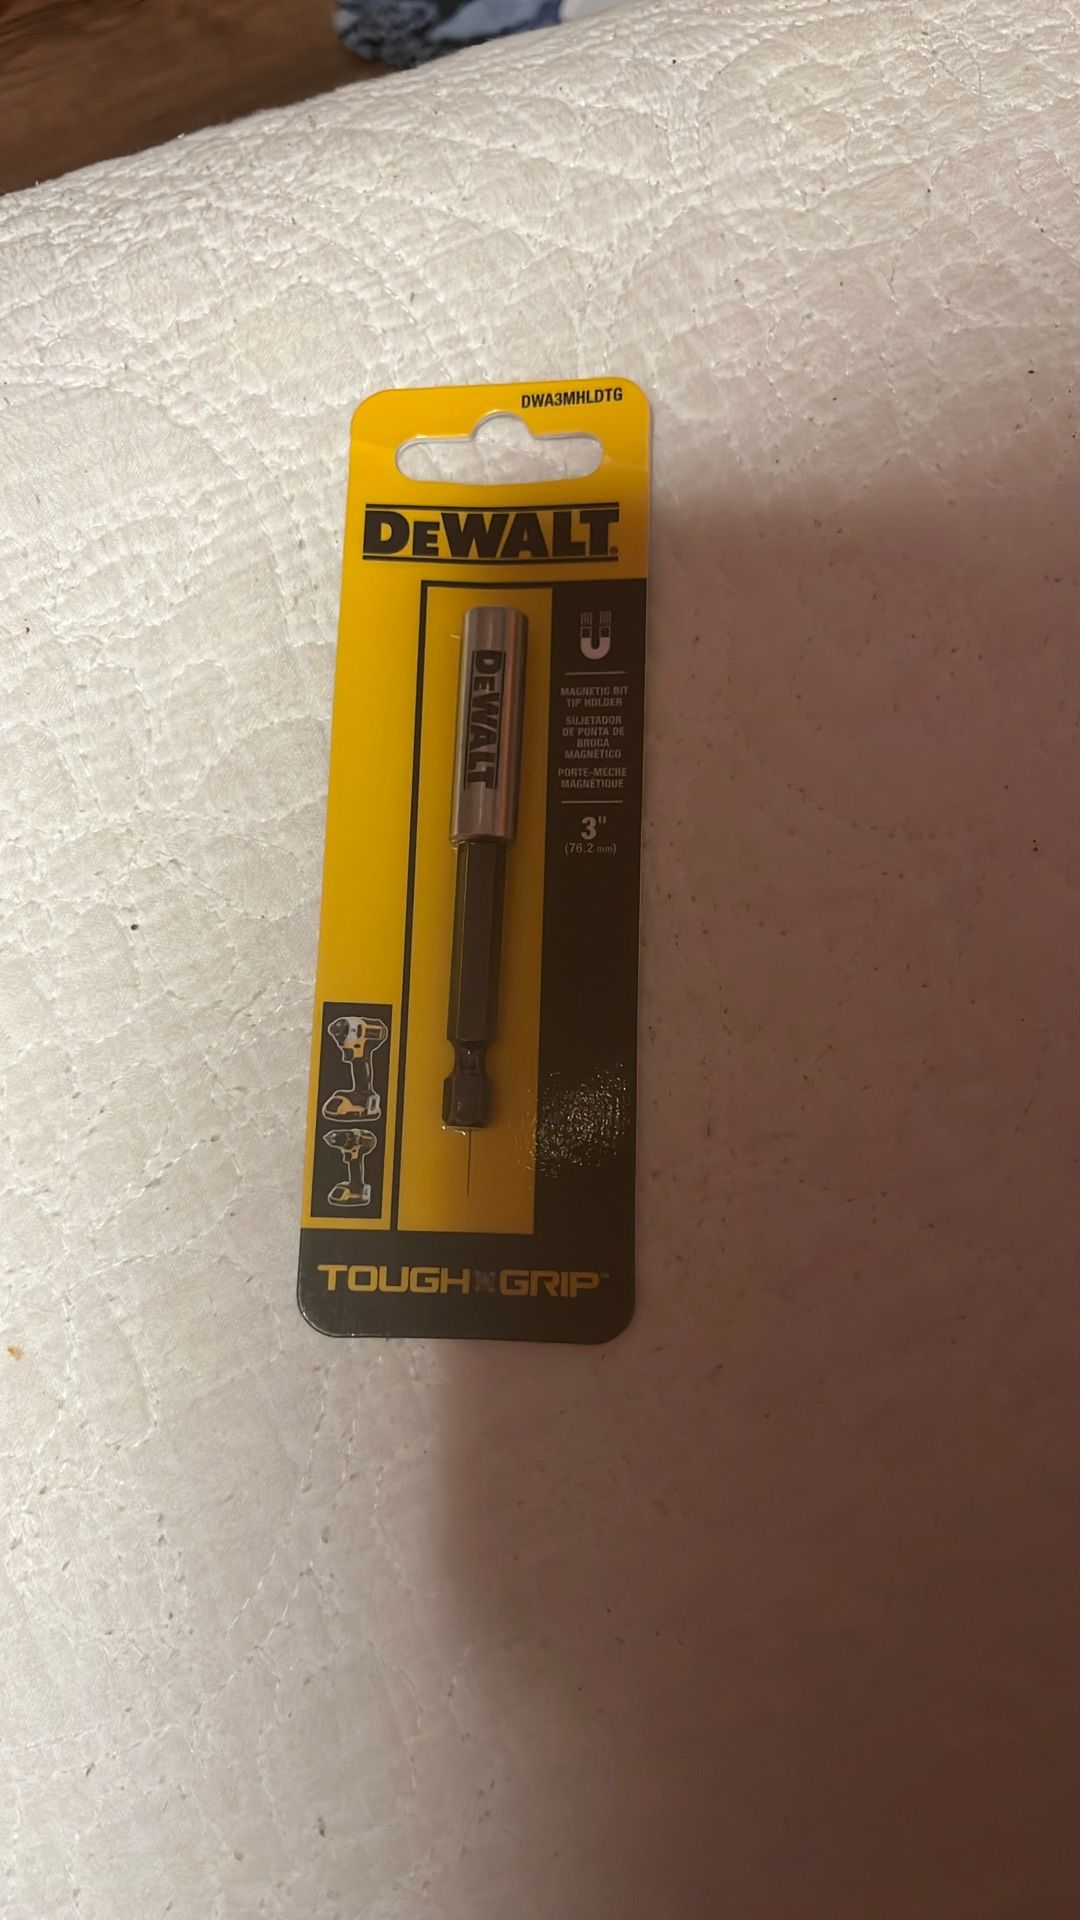 DWA3MHLDTG
DEWALT®
DEWALT
MAGNETIC BIT
TIP HOLDER
SUJETADOR
DE PUNTA DE
BROCA
MAGNÉTICO
PORTE-MÈCHE
MAGNÉTIQUE
3"
(76.2 mm)
TOUGH GRIP™